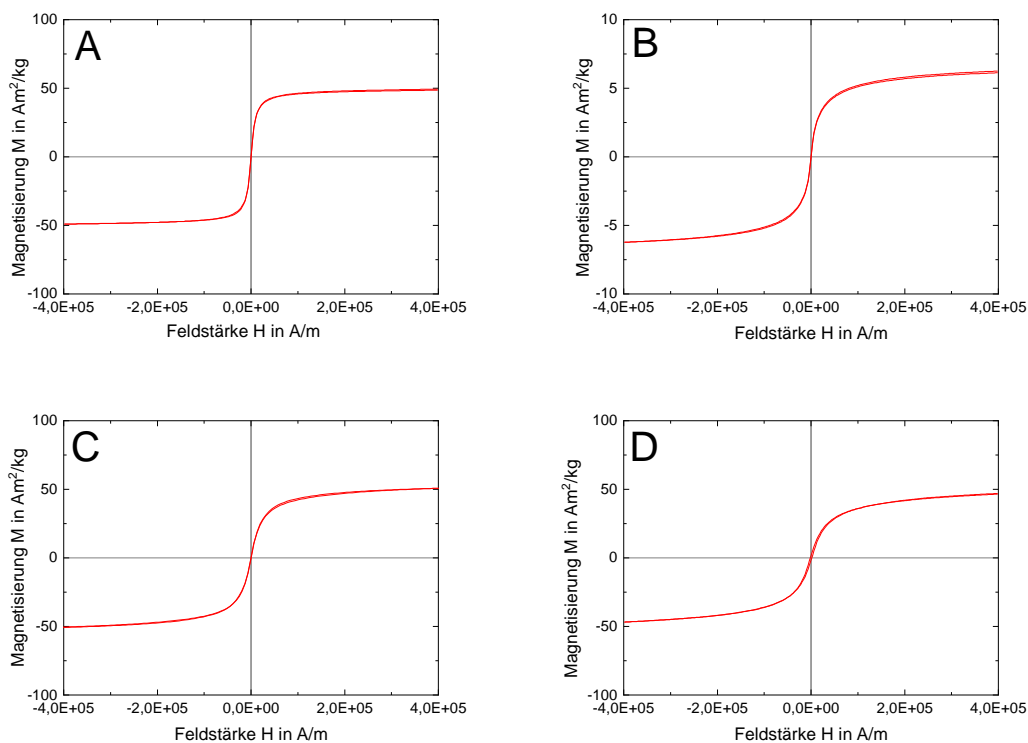 A
Magnetisierung M in Am²/kg
100
50
0
-50
-100
-4,0E+05 -2,0E+05 0,0E+00 2,0E+05 4,0E+05
Feldstärke H in A/m
B
Magnetisierung M in Am²/kg
10
5
0
-5
-10
-4,0E+05 -2,0E+05 0,0E+00 2,0E+05 4,0E+05
Feldstärke H in A/m
C
Magnetisierung M in Am²/kg
100
50
0
-50
-100
-4,0E+05 -2,0E+05 0,0E+00 2,0E+05 4,0E+05
Feldstärke H in A/m
D
Magnetisierung M in Am²/kg
100
50
0
-50
-100
-4,0E+05 -2,0E+05 0,0E+00 2,0E+05 4,0E+05
Feldstärke H in A/m